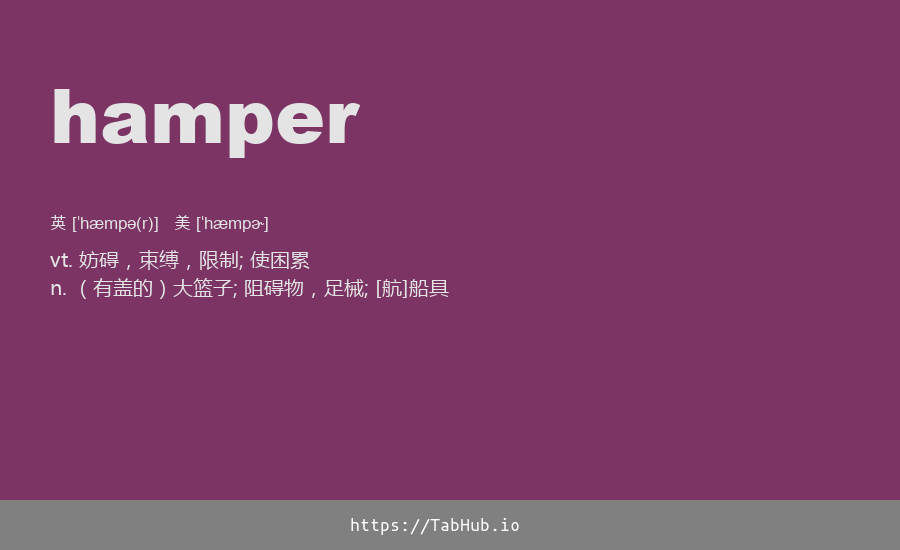 hamper
英 [ˈhæmpə(r)] 美 [ˈhæmpɚ]
vt. 妨碍，束缚，限制; 使困累
n. （有盖的）大篮子; 阻碍物，足械; [航]船具
https://TabHub.io